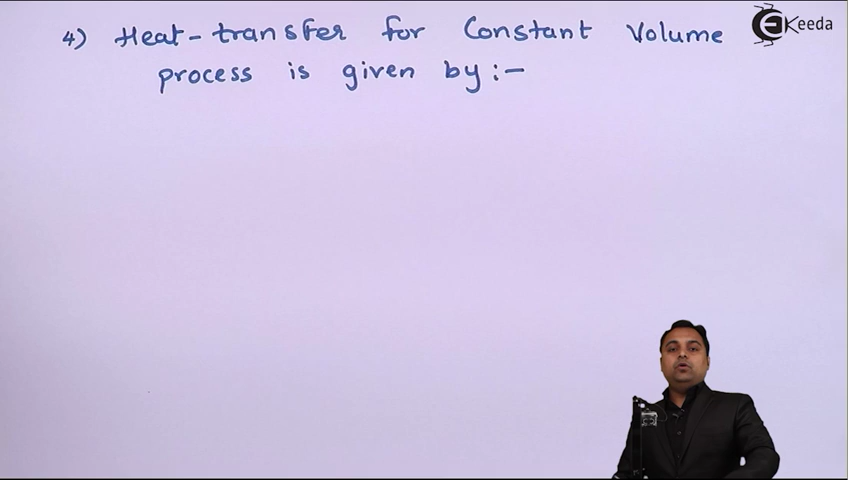 4) Heat-transfer for Constant Volume
process is given by:-
EKeeda